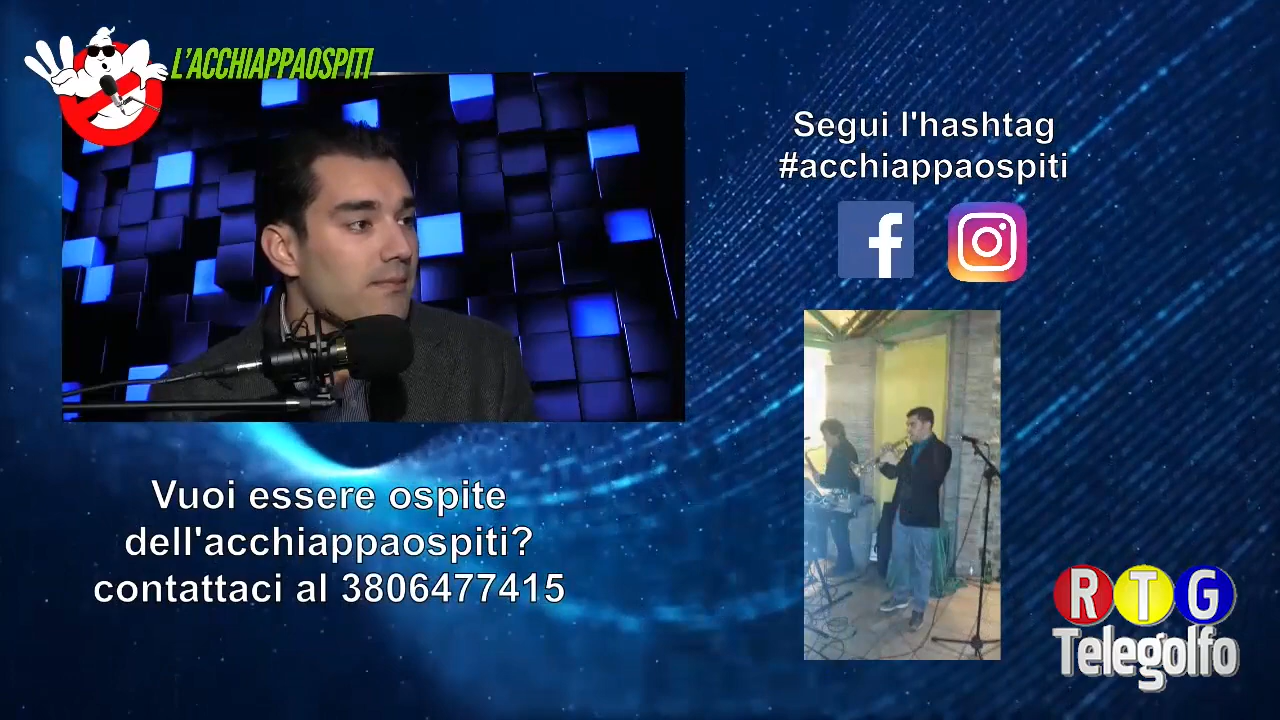 L'ACCHIAPPAOSPITI
Segui l'hashtag
#acchiappaospiti
Vuoi essere ospite
dell'acchiappaospiti?
contattaci al 3806477415
RTG
Telegolfo